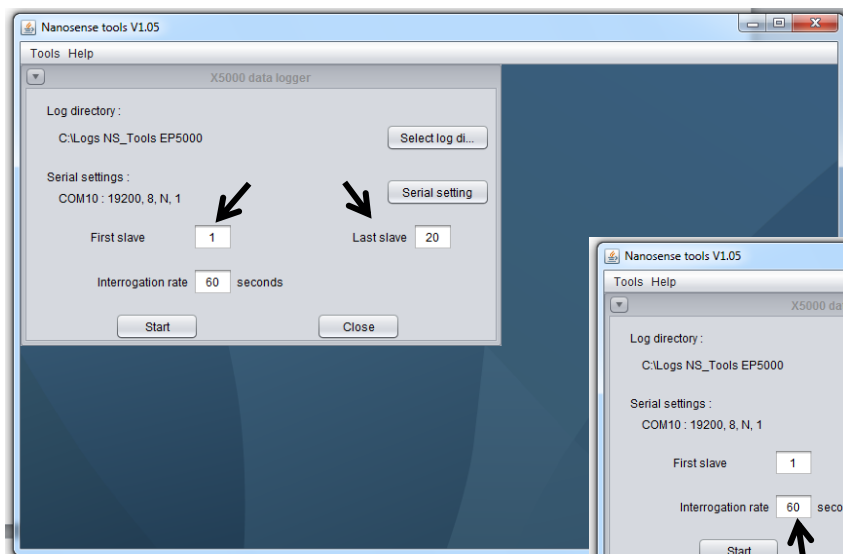 Nanosense tools V1.05
Tools Help
X5000 data logger
Log directory :
C:\Logs NS_Tools EP5000
Select log di...
Serial settings :
COM10 : 19200, 8, N, 1
Serial setting
First slave 1 Last slave 20
Interrogation rate 60 seconds
Start Close
Nanosense tools V1.05
Tools Help
X5000 da
Log directory :
C:\Logs NS_Tools EP5000
Serial settings :
COM10 : 19200, 8, N, 1
First slave 1
Interrogation rate 60 seco
Start